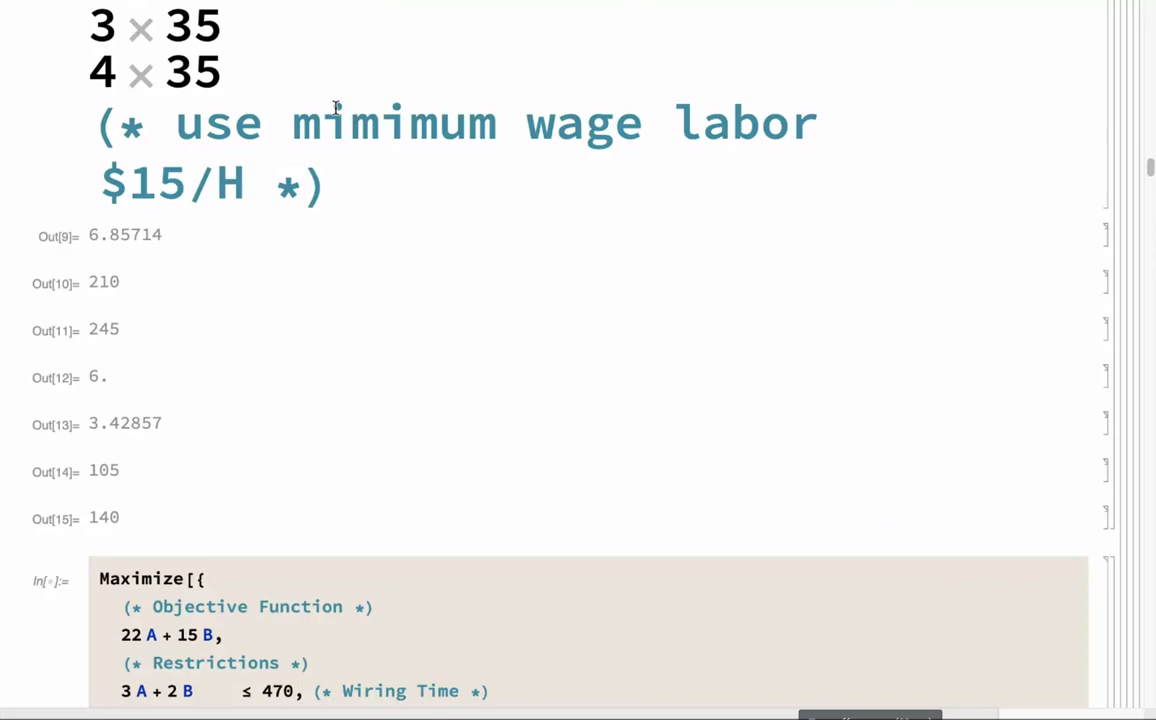 3 × 35
4 × 35
(* use mimimum wage labor
$15/H *)
Out[9]= 6.85714
Out[10]= 210
Out[11]= 245
Out[12]= 6.
Out[13]= 3.42857
Out[14]= 105
Out[15]= 140
In[ ]:= Maximize[{
(* Objective Function *)
22 A + 15 B,
(* Restrictions *)
3 A + 2 B ≤ 470, (* Wiring Time *)